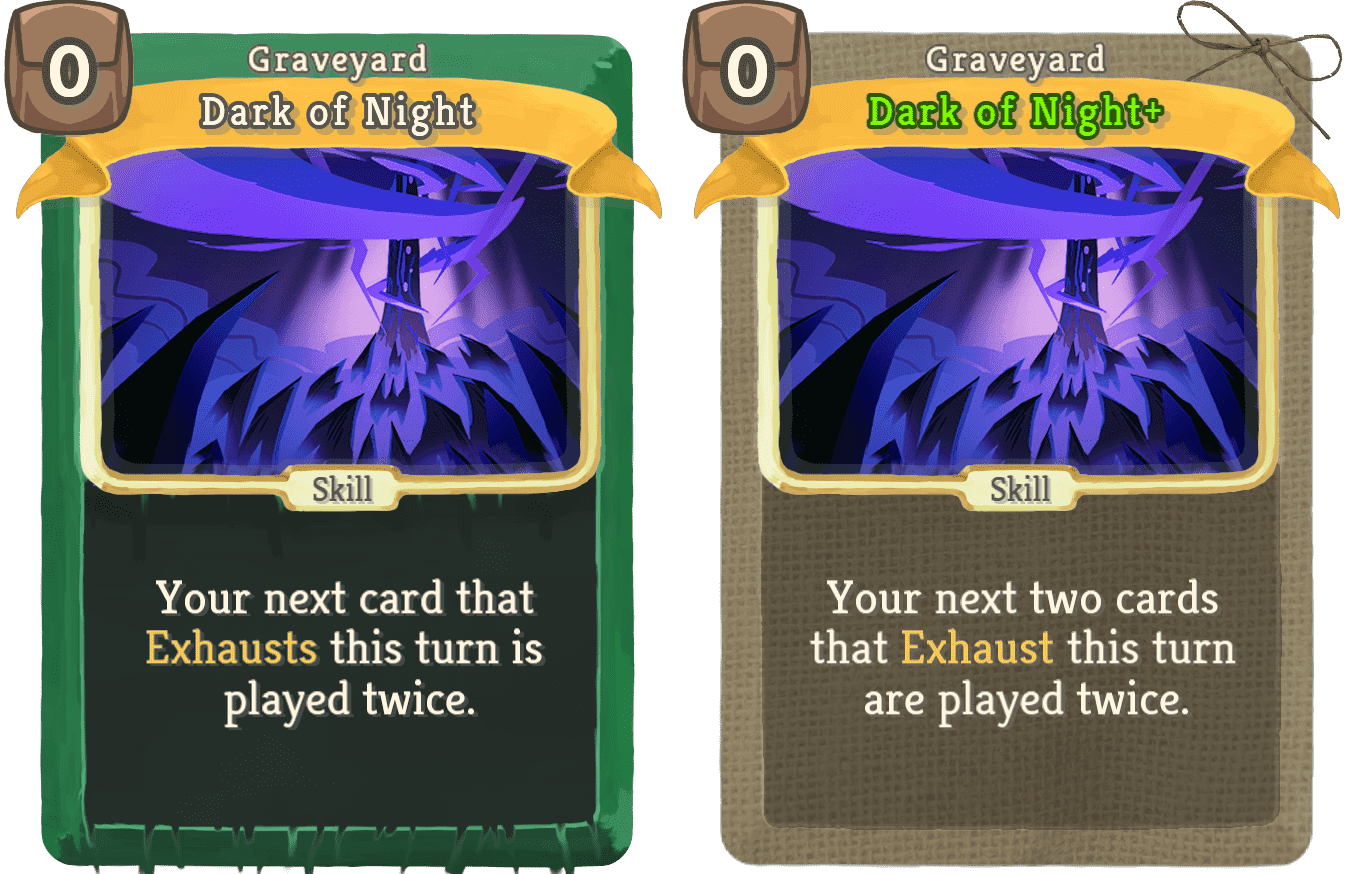 0
Graveyard
Dark of Night
Skill
Your next card that
Exhausts this turn is
played twice.
0
Graveyard
Dark of Night+
Skill
Your next two cards
that Exhaust this turn
are played twice.